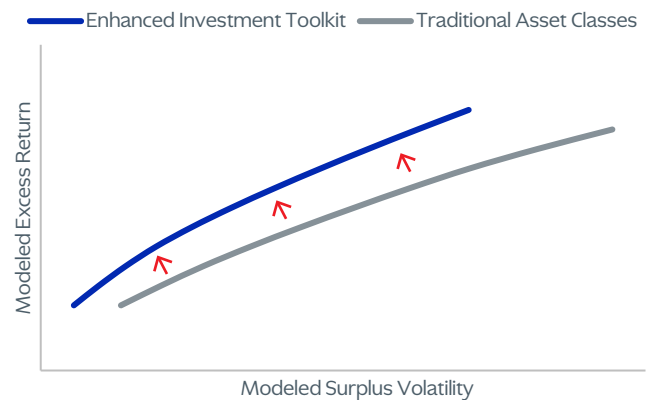 Enhanced Investment Toolkit Traditional Asset Classes
Modeled Excess Return
Modeled Surplus Volatility